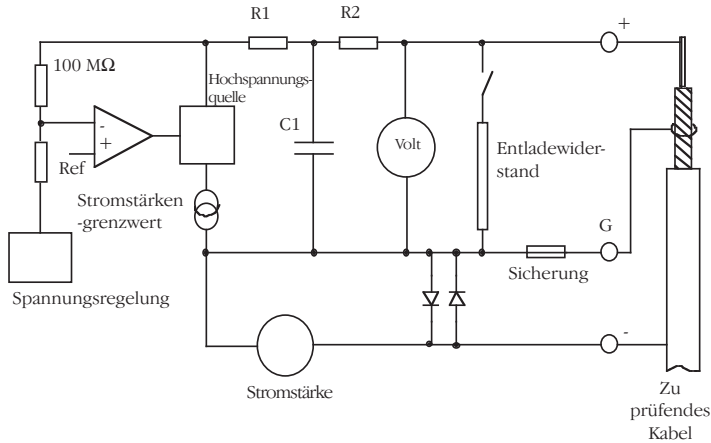 R1
R2
+
100 MΩ
Hochspannungs-
quelle
-
+
Ref
C1
Volt
Entladewider-
stand
Stromstärken
-grenzwert
G
Sicherung
Spannungsregelung
-
Stromstärke
Zu
prüfendes
Kabel